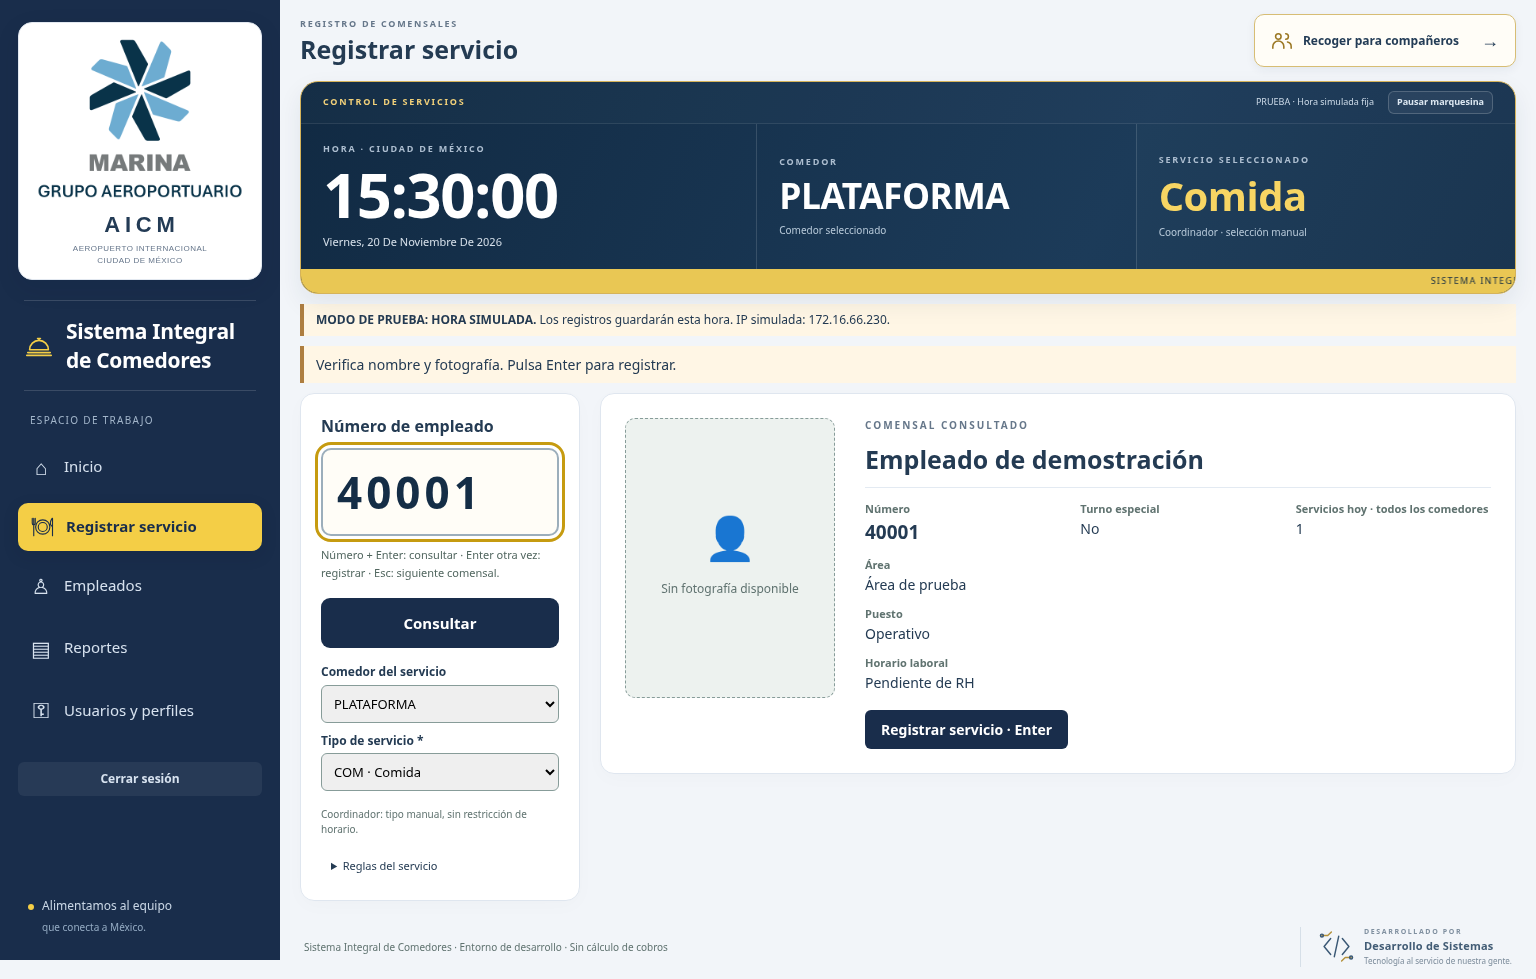 MARINA
GRUPO AEROPORTUARIO
AICM
AEROPUERTO INTERNACIONAL
CIUDAD DE MÉXICO
Sistema Integral
de Comedores
ESPACIO DE TRABAJO
Inicio
Registrar servicio
Empleados
Reportes
Usuarios y perfiles
Cerrar sesión
Alimentamos al equipo
que conecta a México.
REGISTRO DE COMENSALES
Registrar servicio
Recoger para compañeros →
CONTROL DE SERVICIOS
PRUEBA · Hora simulada fija
Pausar marquesina
HORA · CIUDAD DE MÉXICO
15:30:00
Viernes, 20 De Noviembre De 2026
COMEDOR
PLATAFORMA
Comedor seleccionado
SERVICIO SELECCIONADO
Comida
Coordinador · selección manual
SISTEMA INTEG
MODO DE PRUEBA: HORA SIMULADA. Los registros guardarán esta hora. IP simulada: 172.16.66.230.
Verifica nombre y fotografía. Pulsa Enter para registrar.
Número de empleado
40001
Número + Enter: consultar · Enter otra vez:
registrar · Esc: siguiente comensal.
Consultar
Comedor del servicio
PLATAFORMA
Tipo de servicio *
COM · Comida
Coordinador: tipo manual, sin restricción de
horario.
Reglas del servicio
Sin fotografía disponible
COMENSAL CONSULTADO
Empleado de demostración
Número
40001
Turno especial
No
Servicios hoy · todos los comedores
1
Área
Área de prueba
Puesto
Operativo
Horario laboral
Pendiente de RH
Registrar servicio · Enter
Sistema Integral de Comedores · Entorno de desarrollo · Sin cálculo de cobros
DESARROLLADO POR
Desarrollo de Sistemas
Tecnología al servicio de nuestra gente.